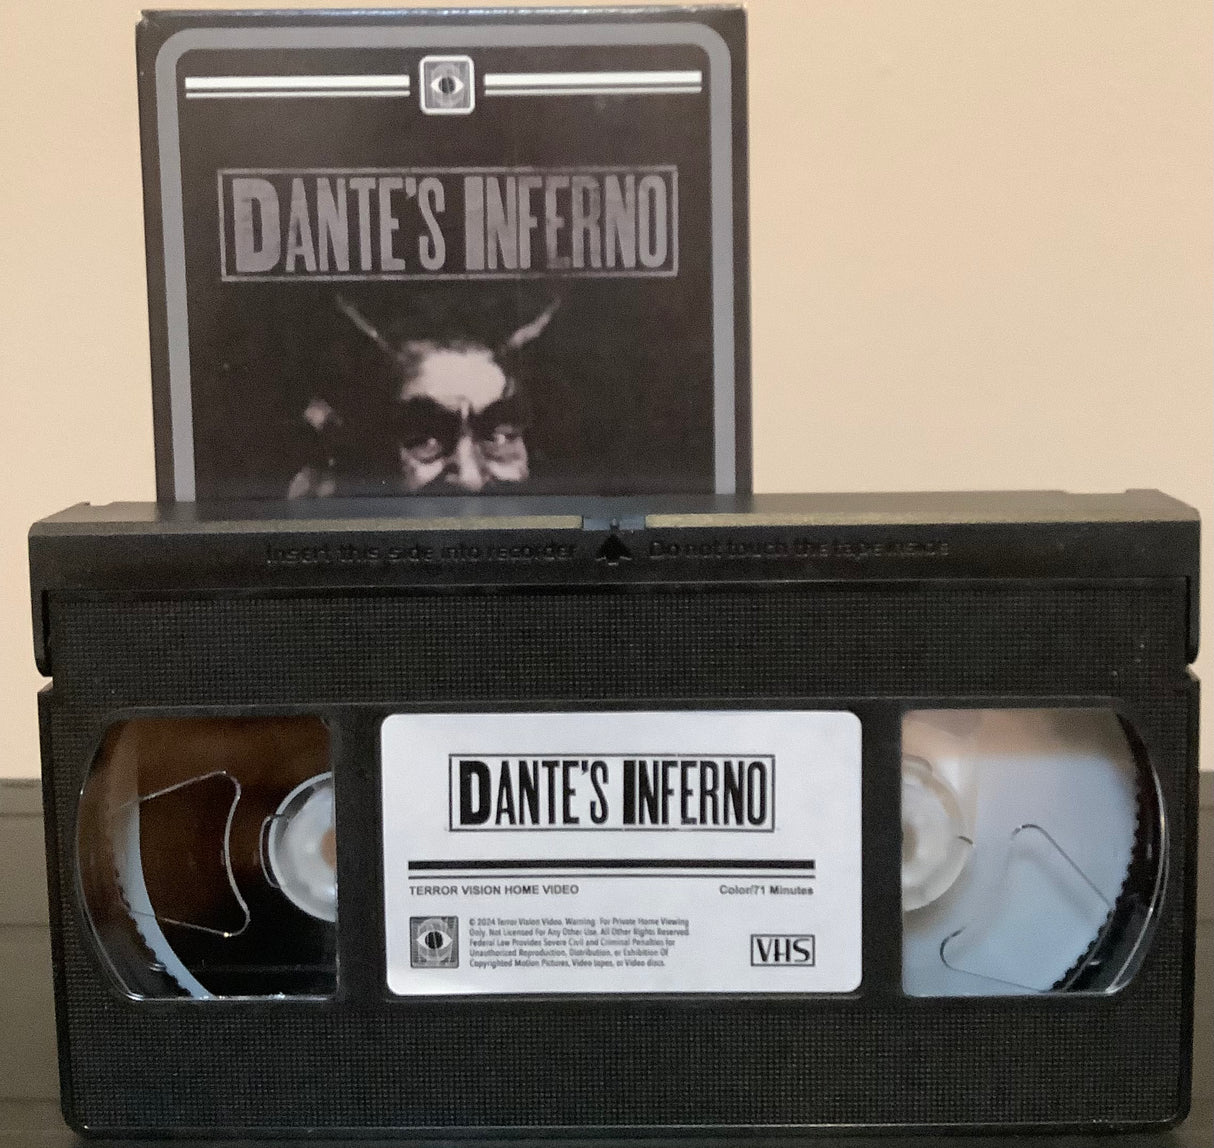 DANTE'S INFERNO
Insert this side into recorder Do not touch the tape inside
DANTE'S INFERNO
TERROR VISION HOME VIDEO Color/71 Minutes
© 2024 Terror Vision Video. Warning: For Private Home Viewing
Only. Not Licensed For Any Other Use. All Other Rights Reserved.
Federal Law Provides Severe Civil and Criminal Penalties for
Unauthorized Reproduction, Distribution, or Exhibition Of
Copyrighted Motion Pictures, Video tapes, or Video discs.
VHS